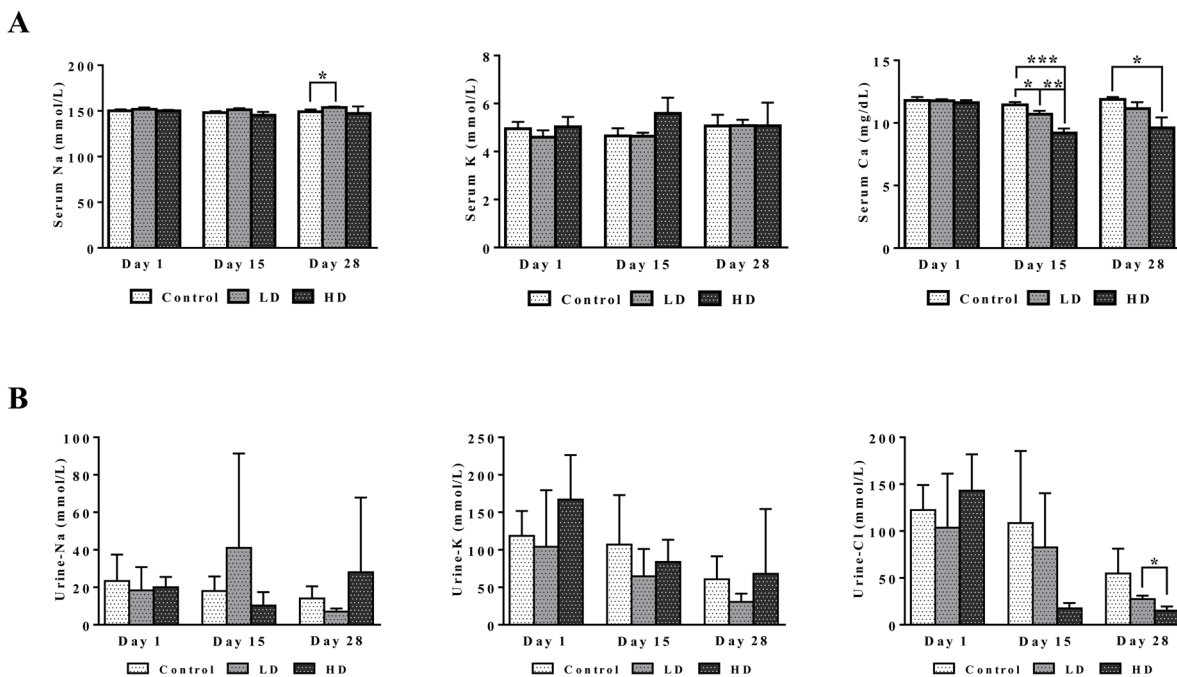 A
Serum Na (mmol/L)
200
150
100
50
0
*
Day 1 Day 15 Day 28
Control LD HD
Serum K (mmol/L)
8
6
4
2
0
Day 1 Day 15 Day 28
Control LD HD
Serum Ca (mg/dL)
15
10
5
0
***
* **
*
Day 1 Day 15 Day 28
Control LD HD
B
Urine-Na (mmol/L)
100
80
60
40
20
0
Day 1 Day 15 Day 28
Control LD HD
Urine-K (mmol/L)
250
200
150
100
50
0
Day 1 Day 15 Day 28
Control LD HD
Urine-Cl (mmol/L)
200
150
100
50
0
*
Day 1 Day 15 Day 28
Control LD HD